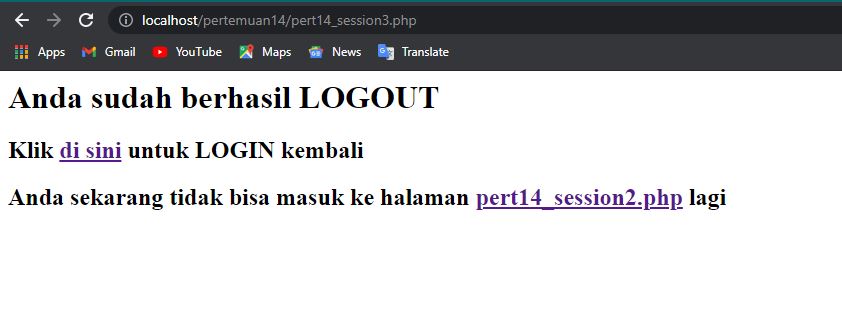 localhost/pertemuan14/pert14_session3.php
Apps Gmail YouTube Maps News Translate
Anda sudah berhasil LOGOUT
Klik di sini untuk LOGIN kembali
Anda sekarang tidak bisa masuk ke halaman pert14_session2.php lagi